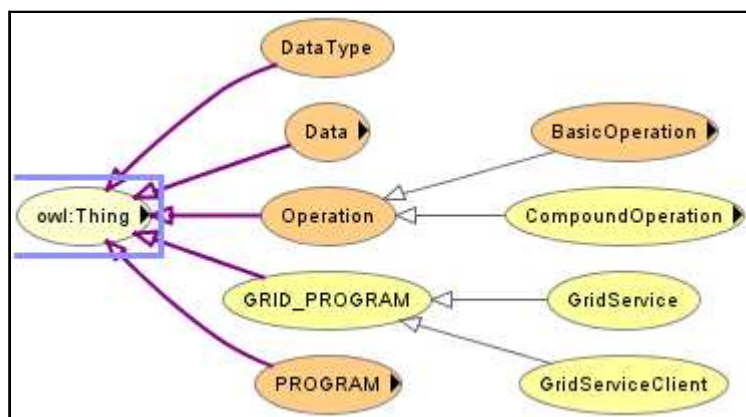 DataType
Data
BasicOperation
owl:Thing
Operation
CompoundOperation
GRID_PROGRAM
GridService
PROGRAM
GridServiceClient